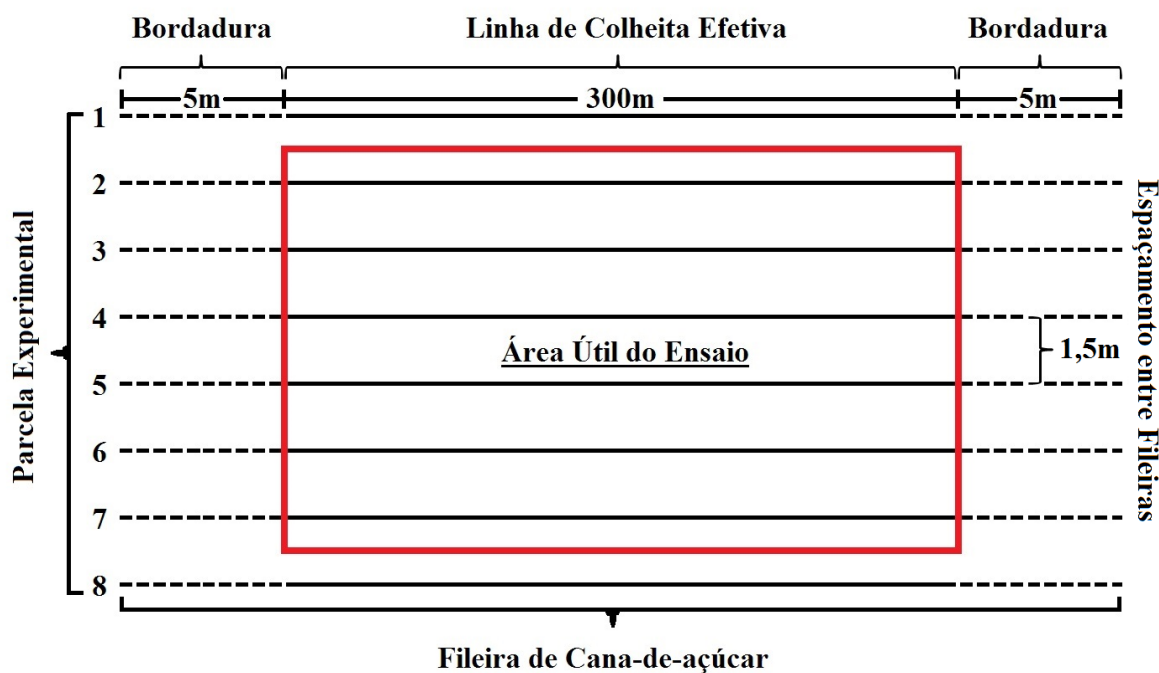 Bordadura
Linha de Colheita Efetiva
Bordadura
5m
300m
5m
1
2
3
4
5
6
7
8
Parcela Experimental
Área Útil do Ensaio
1,5m
Espaçamento entre Fileiras
Fileira de Cana-de-açúcar